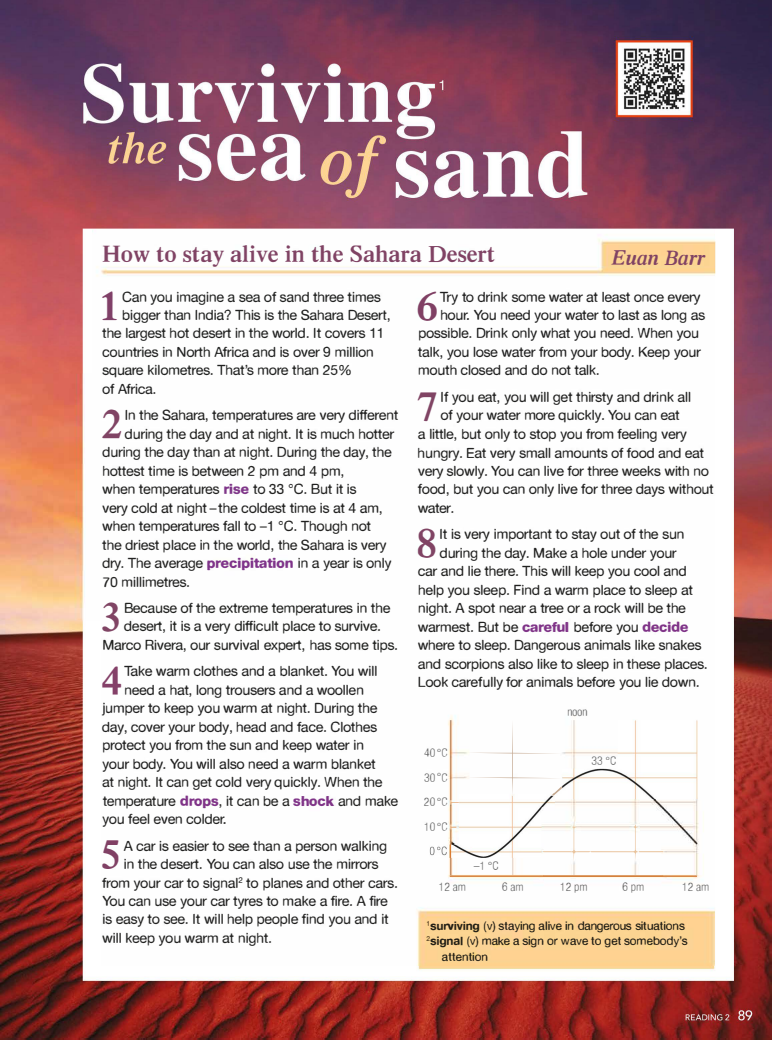 Surviving¹
the sea of sand
How to stay alive in the Sahara Desert
Euan Barr
1 Can you imagine a sea of sand three times
bigger than India? This is the Sahara Desert,
the largest hot desert in the world. It covers 11
countries in North Africa and is over 9 million
square kilometres. That's more than 25%
of Africa.
2 In the Sahara, temperatures are very different
during the day and at night. It is much hotter
during the day than at night. During the day, the
hottest time is between 2 pm and 4 pm,
when temperatures rise to 33 °C. But it is
very cold at night – the coldest time is at 4 am,
when temperatures fall to –1 °C. Though not
the driest place in the world, the Sahara is very
dry. The average precipitation in a year is only
70 millimetres.
3 Because of the extreme temperatures in the
desert, it is a very difficult place to survive.
Marco Rivera, our survival expert, has some tips.
4 Take warm clothes and a blanket. You will
need a hat, long trousers and a woollen
jumper to keep you warm at night. During the
day, cover your body, head and face. Clothes
protect you from the sun and keep water in
your body. You will also need a warm blanket
at night. It can get cold very quickly. When the
temperature drops, it can be a shock and make
you feel even colder.
5 A car is easier to see than a person walking
in the desert. You can also use the mirrors
from your car to signal² to planes and other cars.
You can use your car tyres to make a fire. A fire
is easy to see. It will help people find you and it
will keep you warm at night.
6 Try to drink some water at least once every
hour. You need your water to last as long as
possible. Drink only what you need. When you
talk, you lose water from your body. Keep your
mouth closed and do not talk.
7 If you eat, you will get thirsty and drink all
of your water more quickly. You can eat
a little, but only to stop you from feeling very
hungry. Eat very small amounts of food and eat
very slowly. You can live for three weeks with no
food, but you can only live for three days without
water.
8 It is very important to stay out of the sun
during the day. Make a hole under your
car and lie there. This will keep you cool and
help you sleep. Find a warm place to sleep at
night. A spot near a tree or a rock will be the
warmest. But be careful before you decide
where to sleep. Dangerous animals like snakes
and scorpions also like to sleep in these places.
Look carefully for animals before you lie down.
noon
40 °C
33 °C
30 °C
20 °C
10 °C
0 °C
–1 °C
12 am 6 am 12 pm 6 pm 12 am
¹surviving (v) staying alive in dangerous situations
²signal (v) make a sign or wave to get somebody's
attention
READING 2 89